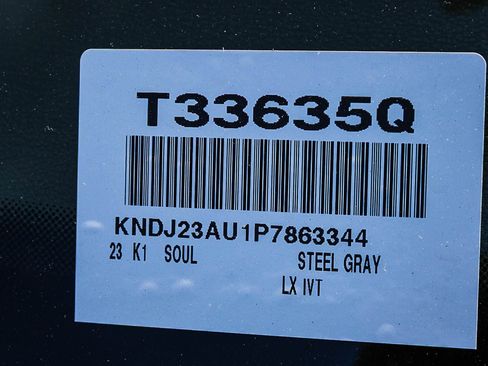 T33635Q
KNDJ23AU1P7863344
23 K1 SOUL STEEL GRAY
LX IVT